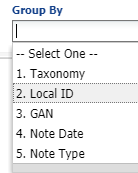 Group By
-- Select One --
1. Taxonomy
2. Local ID
3. GAN
4. Note Date
5. Note Type